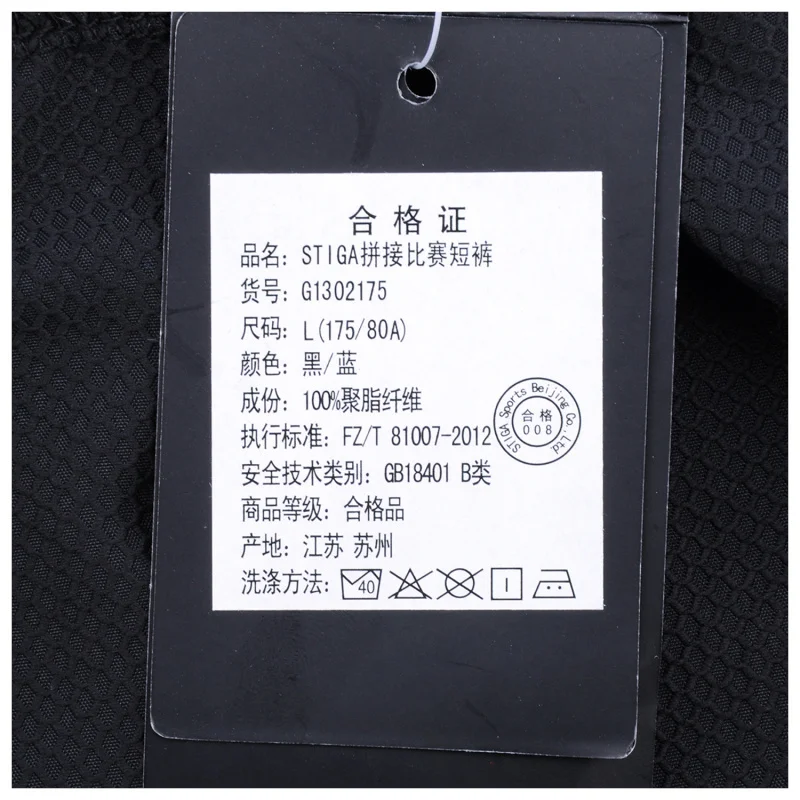 合格证
品名: STIGA拼接比赛短裤
货号: G1302175
尺码: L(175/80A)
颜色: 黑/蓝
成份: 100%聚脂纤维
执行标准: FZ/T 81007-2012
安全技术类别: GB18401 B类
商品等级: 合格品
产地: 江苏 苏州
洗涤方法: 40
STIGA Sports Beijing Co.,Ltd
合格
008